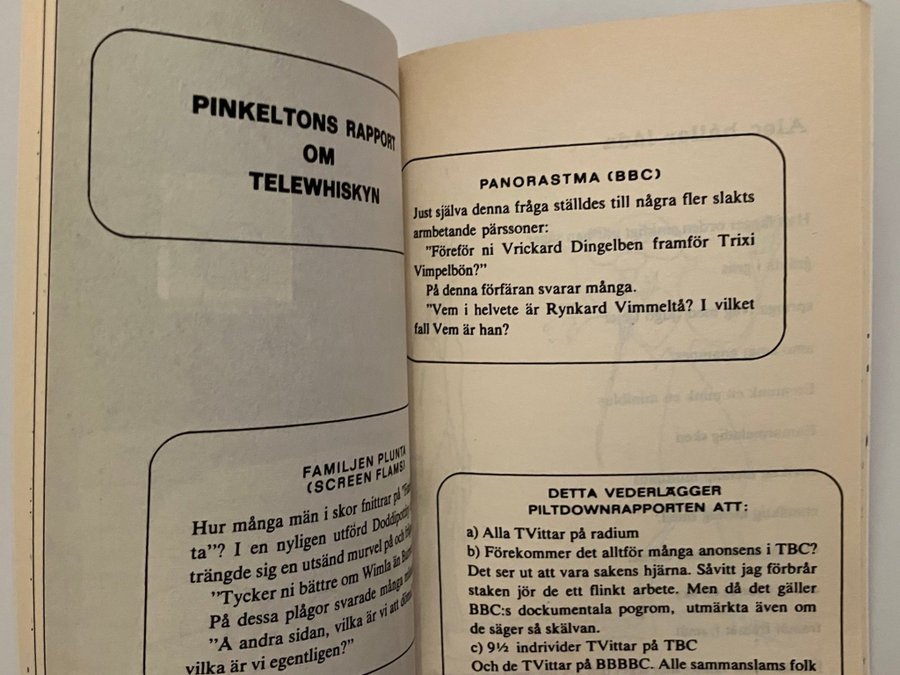 PINKELTONS RAPPORT
OM
TELEWHISKYN
FAMILJEN PLUNTA
(SCREEN FLAMS)
Hur många män i skor fnittrar på
ta"? I en nyligen utförd
trängde sig en utsänd murvel på och
"Tycker ni bättre om Wimla än
På dessa plågor svarade många
"Å andra sidan, vilka är vi att
vilka är vi egentligen?"
PANORASTMA (BBC)
Just själva denna fråga ställdes till några fler slakts
armbetande pärssoner:
"Föreför ni Vrickard Dingelben framför Trixi
Vimpelbön?"
På denna förfäran svarar många.
"Vem i helvete är Rynkard Vimmeltå? I vilket
fall Vem är han?
DETTA VEDERLÄGGER
PILTDOWNRAPPORTEN ATT:
a) Alla TVittar på radium
b) Förekommer det alltför många anonsens i TBC?
Det ser ut att vara sakens hjärna. Såvitt jag förbrår
staken jör de ett flinkt arbete. Men då det gäller
BBC:s dockumentala pogrom, utmärkta även om
de säger så skälvan.
c) 9½ indrivider TVittar på TBC
Och de TVittar på BBBBC. Alle sammanslams folk